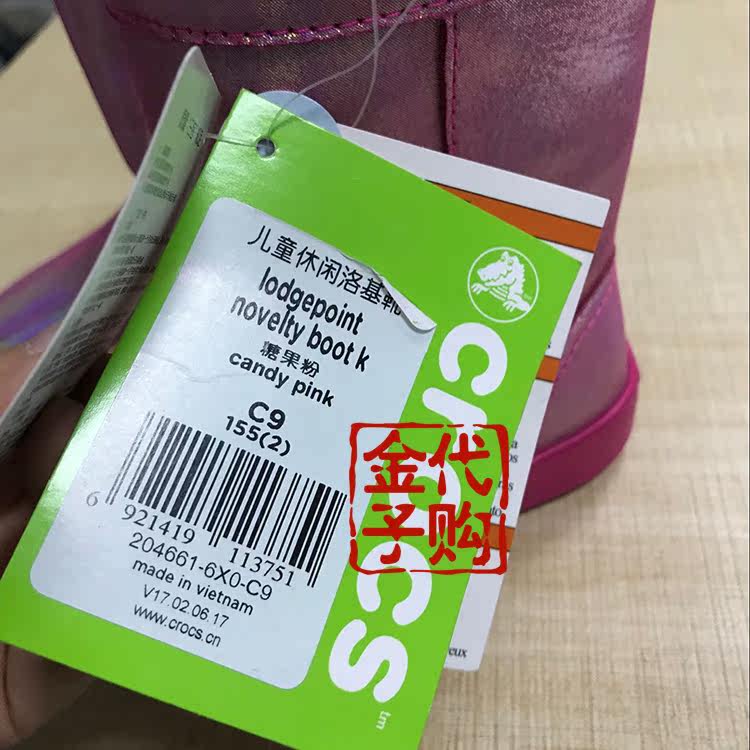 儿童休闲洛基靴
lodgepoint
novelty boot k
糖果粉
candy pink
C9
155(2)
6 921419 113751
204661-6X0-C9
made in vietnam
V17.02.06.17
www.crocs.cn
crocs
tm
代购
金子